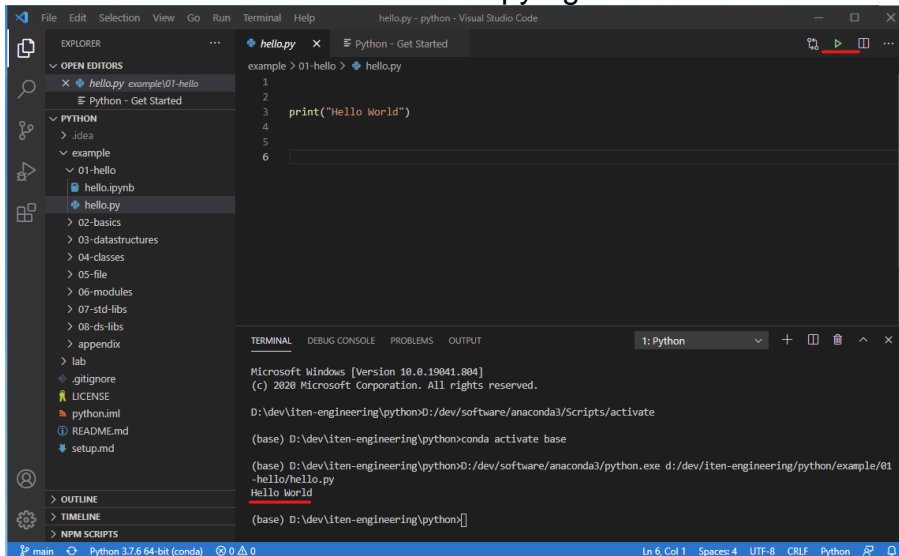 File Edit Selection View Go Run Terminal Help hello.py - python - Visual Studio Code
EXPLORER
OPEN EDITORS
hello.py example\01-hello
Python - Get Started
PYTHON
.idea
example
01-hello
hello.ipynb
hello.py
02-basics
03-datastructures
04-classes
05-file
06-modules
07-std-libs
08-ds-libs
appendix
lab
.gitignore
LICENSE
python.iml
README.md
setup.md
OUTLINE
TIMELINE
NPM SCRIPTS
hello.py Python - Get Started
example > 01-hello > hello.py
1
2
3 print("Hello World")
4
5
6
TERMINAL DEBUG CONSOLE PROBLEMS OUTPUT 1: Python
Microsoft Windows [Version 10.0.19041.804]
(c) 2020 Microsoft Corporation. All rights reserved.
D:\dev\iten-engineering\python>D:/dev/software/anaconda3/Scripts/activate
(base) D:\dev\iten-engineering\python>conda activate base
(base) D:\dev\iten-engineering\python>D:/dev/software/anaconda3/python.exe d:/dev/iten-engineering/python/example/01
-hello/hello.py
Hello World
(base) D:\dev\iten-engineering\python>
main Python 3.7.6 64-bit (conda) 0 0 Ln 6, Col 1 Spaces: 4 UTF-8 CRLF Python